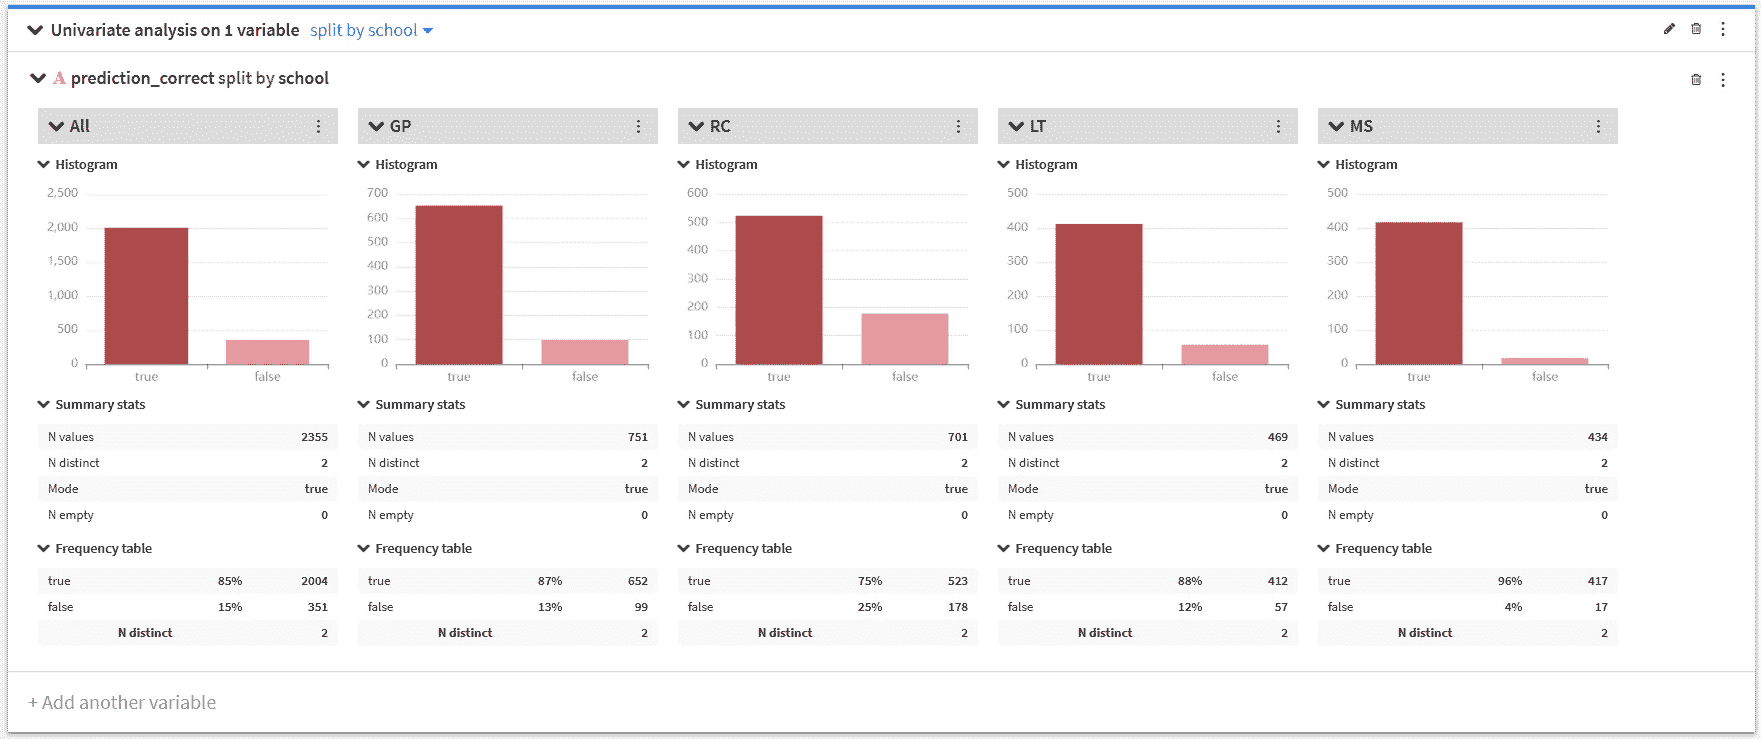 Univariate analysis on 1 variable split by school
A prediction_correct split by school
All GP RC LT MS
Histogram Histogram Histogram Histogram Histogram
2,500 700 600 500 500
2,000 600 500 400 400
1,500 500 400 300 300
1,000 400 300 200 200
500 300 200 100 100
0 200 100 0 0
100 0
0
true false true false true false true false true false
Summary stats Summary stats Summary stats Summary stats Summary stats
N values 2355 N values 751 N values 701 N values 469 N values 434
N distinct 2 N distinct 2 N distinct 2 N distinct 2 N distinct 2
Mode true Mode true Mode true Mode true Mode true
N empty 0 N empty 0 N empty 0 N empty 0 N empty 0
Frequency table Frequency table Frequency table Frequency table Frequency table
true 85% 2004 true 87% 652 true 75% 523 true 88% 412 true 96% 417
false 15% 351 false 13% 99 false 25% 178 false 12% 57 false 4% 17
N distinct 2 N distinct 2 N distinct 2 N distinct 2 N distinct 2
+ Add another variable